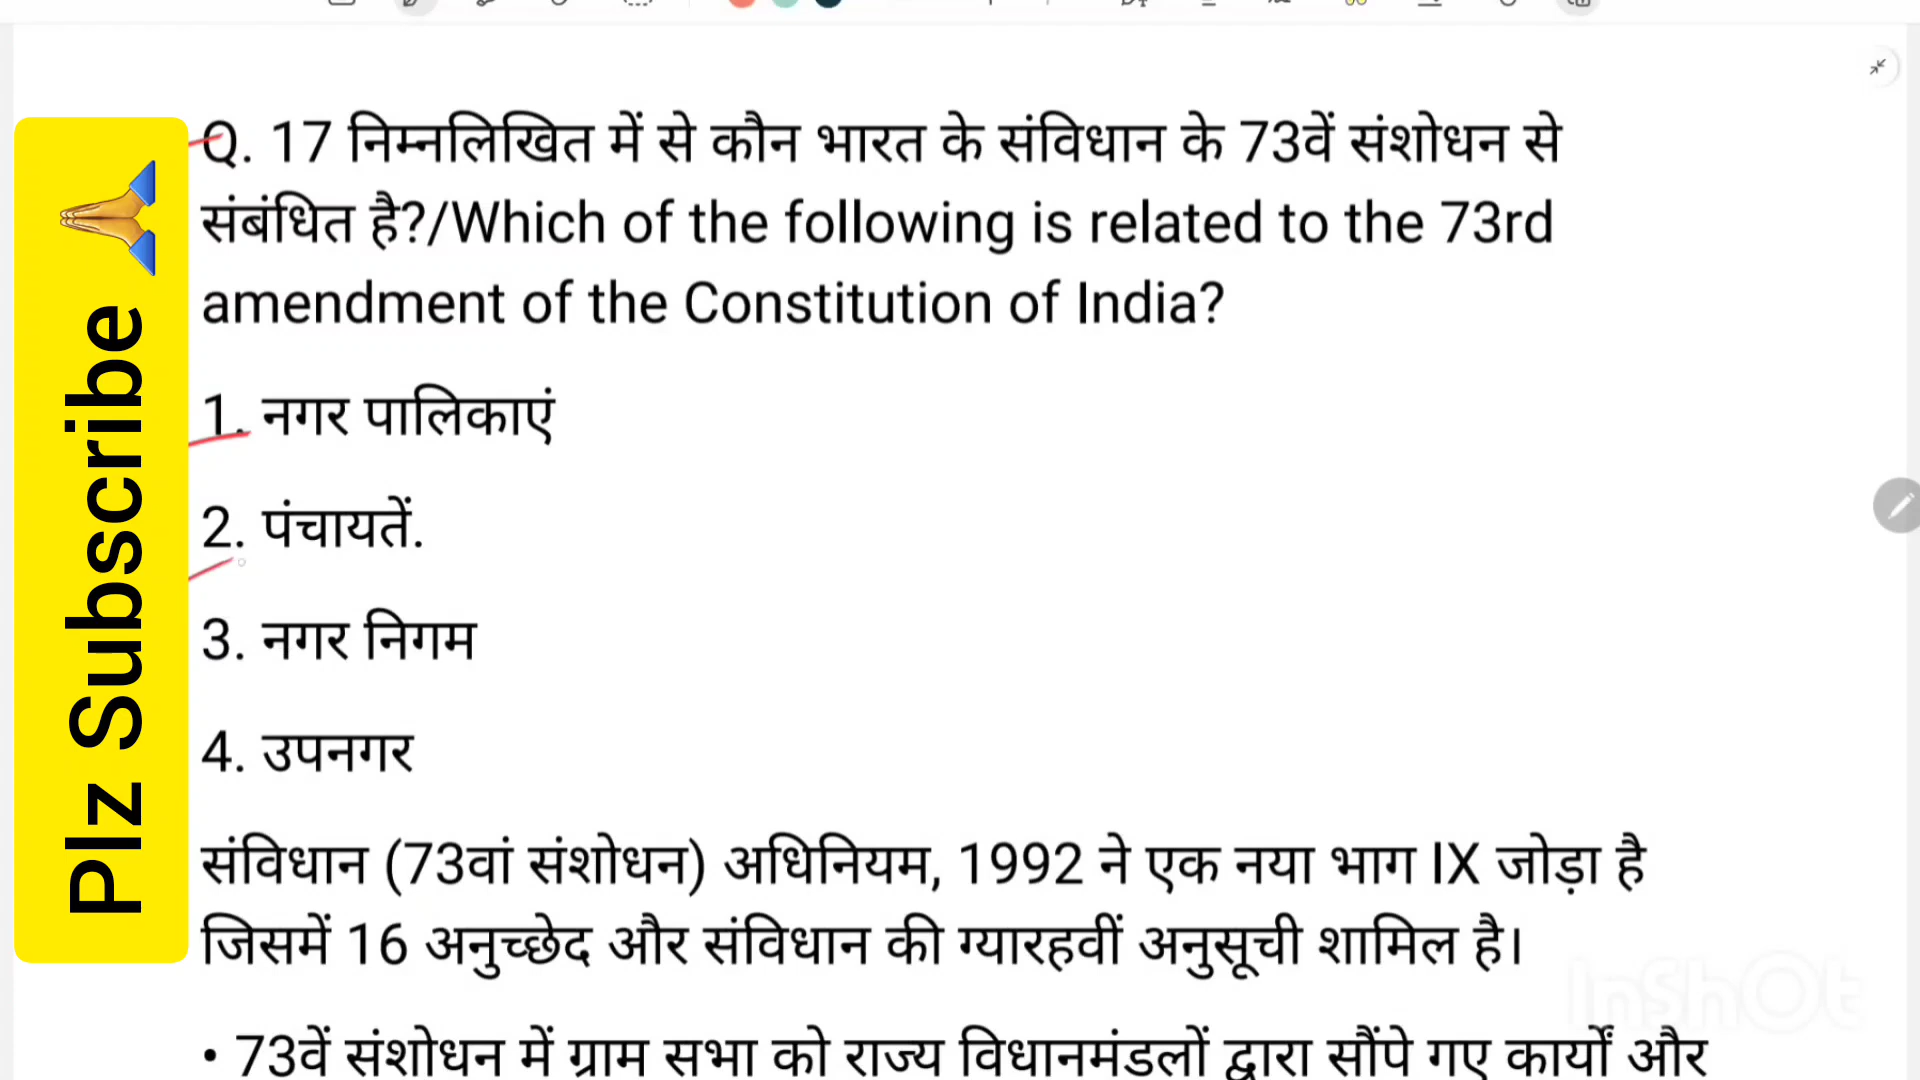 Plz Subscribe
Q. 17 निम्नलिखित में से कौन भारत के संविधान के 73वें संशोधन से
संबंधित है?/Which of the following is related to the 73rd
amendment of the Constitution of India?
1. नगर पालिकाएं
2. पंचायतें.
3. नगर निगम
4. उपनगर
संविधान (73वां संशोधन) अधिनियम, 1992 ने एक नया भाग IX जोड़ा है
जिसमें 16 अनुच्छेद और संविधान की ग्यारहवीं अनुसूची शामिल है।
InShOt
• 73वें संशोधन में ग्राम सभा को राज्य विधानमंडलों द्वारा सौंपे गए कार्यों और